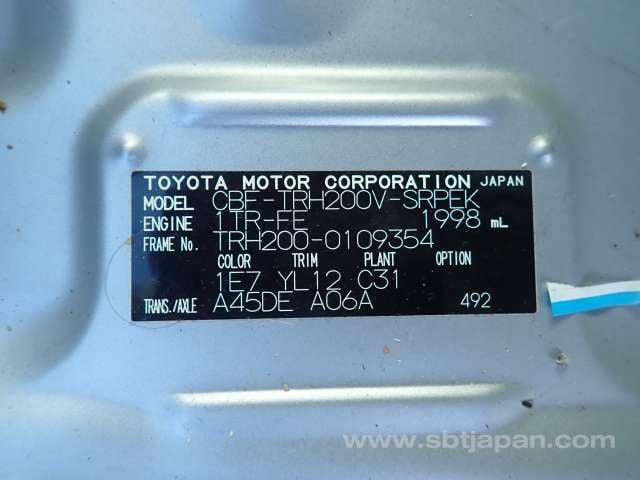 TOYOTA MOTOR CORPORATION JAPAN
MODEL CBF-TRH200V-SRPEK
ENGINE 1TR-FE 1998 mL
FRAME No. TRH200-0109354
COLOR TRIM PLANT OPTION
1E7 YL12 C31
TRANS./AXLE A45DE A06A 492
www.sbtjapan.com